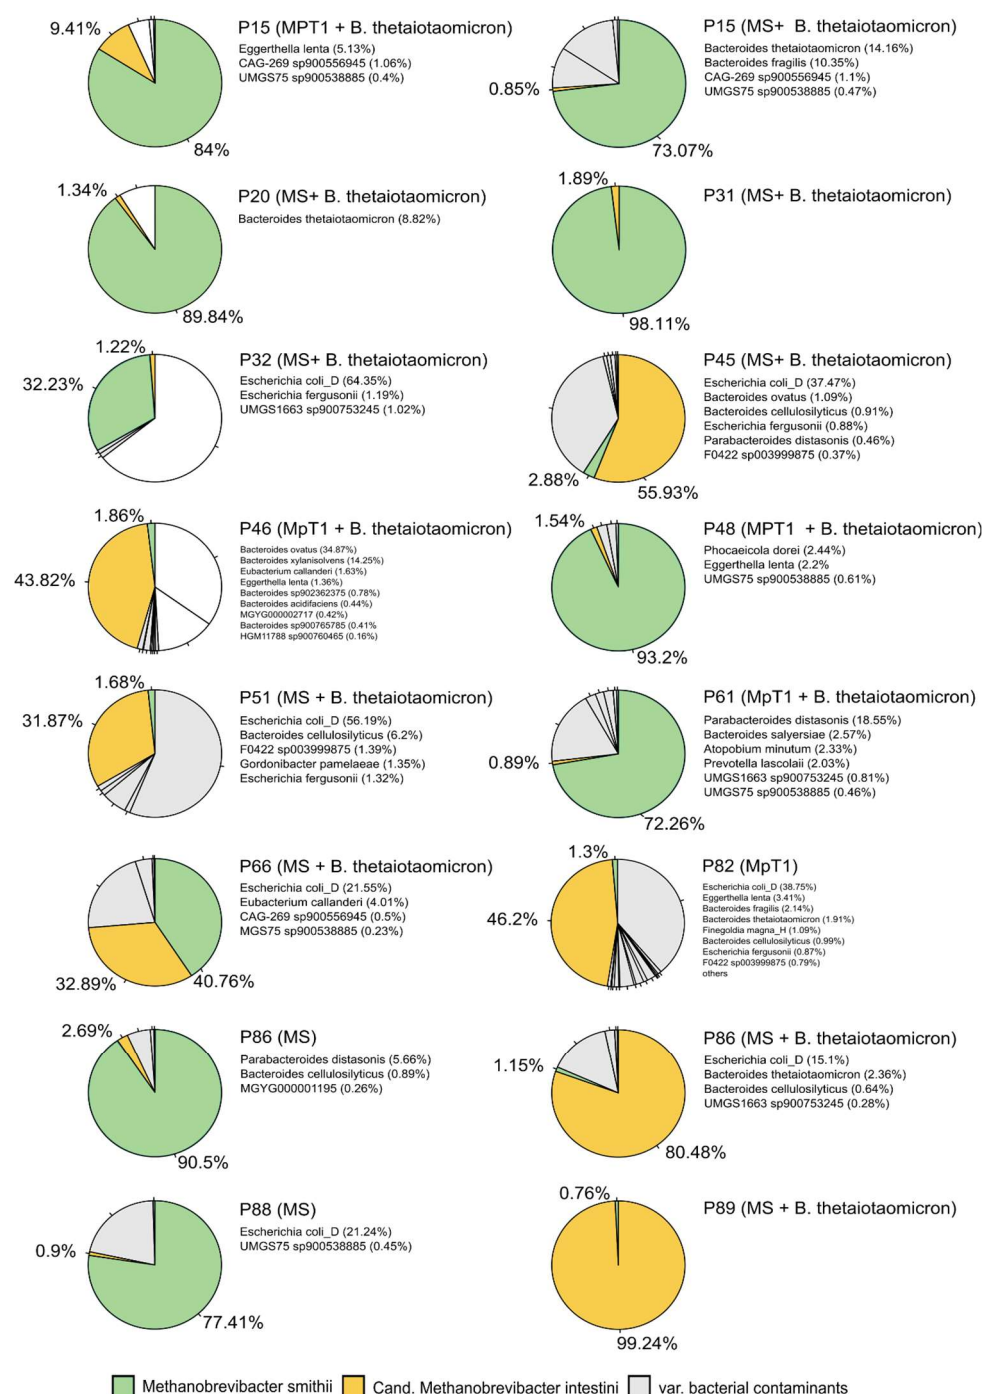 P15 (MPT1 + B. thetaiotaomicron)
9.41%
Eggerthella lenta (5.13%)
CAG-269 sp900556945 (1.06%)
UMGS75 sp900538885 (0.4%)
84%
P15 (MS+ B. thetaiotaomicron)
Bacteroides thetaiotaomicron (14.16%)
Bacteroides fragilis (10.35%)
CAG-269 sp900556945 (1.1%)
UMGS75 sp900538885 (0.47%)
0.85%
73.07%
P20 (MS+ B. thetaiotaomicron)
1.34%
Bacteroides thetaiotaomicron (8.82%)
89.84%
P31 (MS+ B. thetaiotaomicron)
1.89%
98.11%
P32 (MS+ B. thetaiotaomicron)
1.22%
32.23%
Escherichia coli_D (64.35%)
Escherichia fergusonii (1.19%)
UMGS1663 sp900753245 (1.02%)
P45 (MS+ B. thetaiotaomicron)
Escherichia coli_D (37.47%)
Bacteroides ovatus (1.09%)
Bacteroides cellulosilyticus (0.91%)
Escherichia fergusonii (0.88%)
Parabacteroides distasonis (0.46%)
F0422 sp003999875 (0.37%)
2.88%
55.93%
P46 (MpT1 + B. thetaiotaomicron)
1.86%
43.82%
Bacteroides ovatus (34.87%)
Bacteroides xylanisolvens (14.25%)
Eubacterium callanderi (1.63%)
Eggerthella lenta (1.36%)
Bacteroides sp902362375 (0.78%)
Bacteroides acidifaciens (0.44%)
MGYG000002717 (0.42%)
Bacteroides sp900765785 (0.41%
HGM11788 sp900760465 (0.16%)
P48 (MPT1 + B. thetaiotaomicron)
1.54%
Phocaeicola dorei (2.44%)
Eggerthella lenta (2.2%
UMGS75 sp900538885 (0.61%)
93.2%
P51 (MS + B. thetaiotaomicron)
1.68%
31.87%
Escherichia coli_D (56.19%)
Bacteroides cellulosilyticus (6.2%)
F0422 sp003999875 (1.39%)
Gordonibacter pamelaeae (1.35%)
Escherichia fergusonii (1.32%)
P61 (MpT1 + B. thetaiotaomicron)
Parabacteroides distasonis (18.55%)
Bacteroides salyersiae (2.57%)
Atopobium minutum (2.33%)
Prevotella lascolaii (2.03%)
UMGS1663 sp900753245 (0.81%)
UMGS75 sp900538885 (0.46%)
0.89%
72.26%
P66 (MS + B. thetaiotaomicron)
Escherichia coli_D (21.55%)
Eubacterium callanderi (4.01%)
CAG-269 sp900556945 (0.5%)
MGS75 sp900538885 (0.23%)
32.89%
40.76%
P82 (MpT1)
1.3%
46.2%
Escherichia coli_D (38.75%)
Eggerthella lenta (3.41%)
Bacteroides fragilis (2.14%)
Bacteroides thetaiotaomicron (1.91%)
Finegoldia magna_H (1.09%)
Bacteroides cellulosilyticus (0.99%)
Escherichia fergusonii (0.87%)
F0422 sp003999875 (0.79%)
others
P86 (MS)
2.69%
Parabacteroides distasonis (5.66%)
Bacteroides cellulosilyticus (0.89%)
MGYG000001195 (0.26%)
90.5%
P86 (MS + B. thetaiotaomicron)
Escherichia coli_D (15.1%)
Bacteroides thetaiotaomicron (2.36%)
Bacteroides cellulosilyticus (0.64%)
UMGS1663 sp900753245 (0.28%)
1.15%
80.48%
P88 (MS)
Escherichia coli_D (21.24%)
UMGS75 sp900538885 (0.45%)
0.9%
77.41%
P89 (MS + B. thetaiotaomicron)
0.76%
99.24%
Methanobrevibacter smithii
Cand. Methanobrevibacter intestini
var. bacterial contaminants